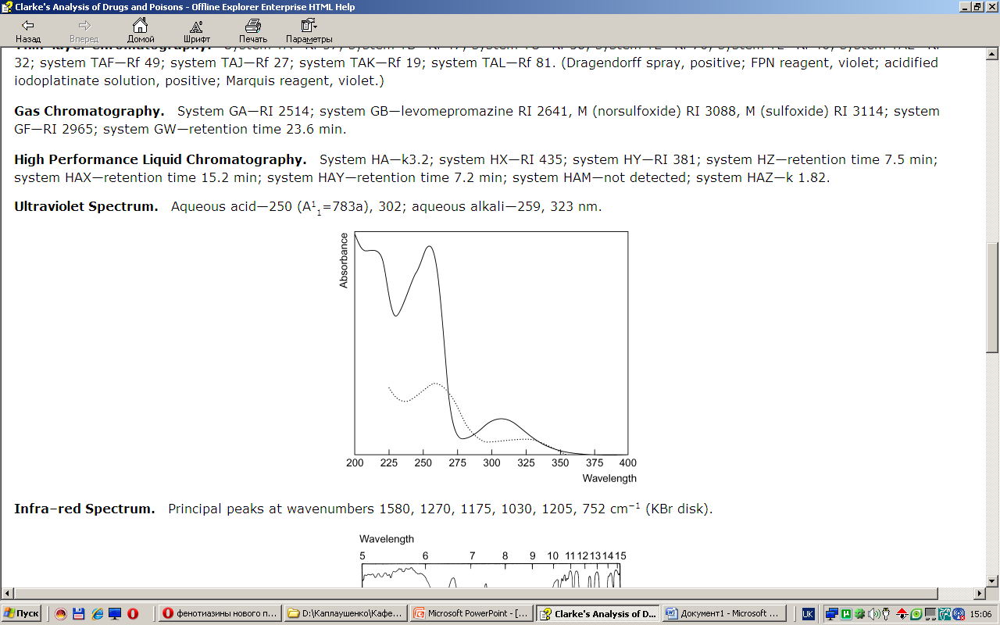 Clarke's Analysis of Drugs and Poisons - Offline Explorer Enterprise HTML Help
Назад Вперед Домой Шрифт Печать Параметры
32; system TAF—Rf 49; system TAJ—Rf 27; system TAK—Rf 19; system TAL—Rf 81. (Dragendorff spray, positive; FPN reagent, violet; acidified
iodoplatinate solution, positive; Marquis reagent, violet.)
Gas Chromatography. System GA—RI 2514; system GB—levomepromazine RI 2641, M (norsulfoxide) RI 3088, M (sulfoxide) RI 3114; system
GF—RI 2965; system GW—retention time 23.6 min.
High Performance Liquid Chromatography. System HA—k3.2; system HX—RI 435; system HY—RI 381; system HZ—retention time 7.5 min;
system HAX—retention time 15.2 min; system HAY—retention time 7.2 min; system HAM—not detected; system HAZ—k 1.82.
Ultraviolet Spectrum. Aqueous acid—250 (A¹₁=783a), 302; aqueous alkali—259, 323 nm.
Absorbance
200 225 250 275 300 325 350 375 400
Wavelength
Infra–red Spectrum. Principal peaks at wavenumbers 1580, 1270, 1175, 1030, 1205, 752 cm⁻¹ (KBr disk).
Wavelength
5 6 7 8 9 10 11 12 13 14 15
Пуск фенотиазины нового п... D:\Каплаушенко\Кафе... Microsoft PowerPoint - [... Clarke's Analysis of D... Документ1 - Microsoft ... UK 15:06